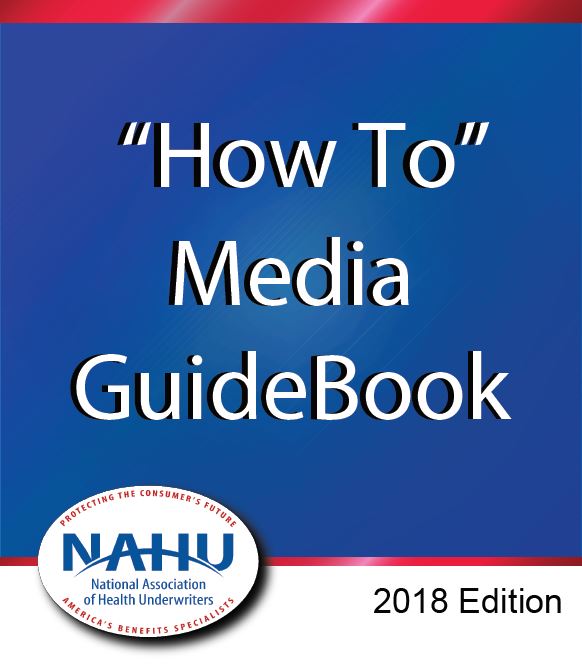 “How To”
Media
GuideBook
PROTECTING THE CONSUMER'S FUTURE
NAHU
National Association
of Health Underwriters
AMERICA'S BENEFITS SPECIALISTS
2018 Edition